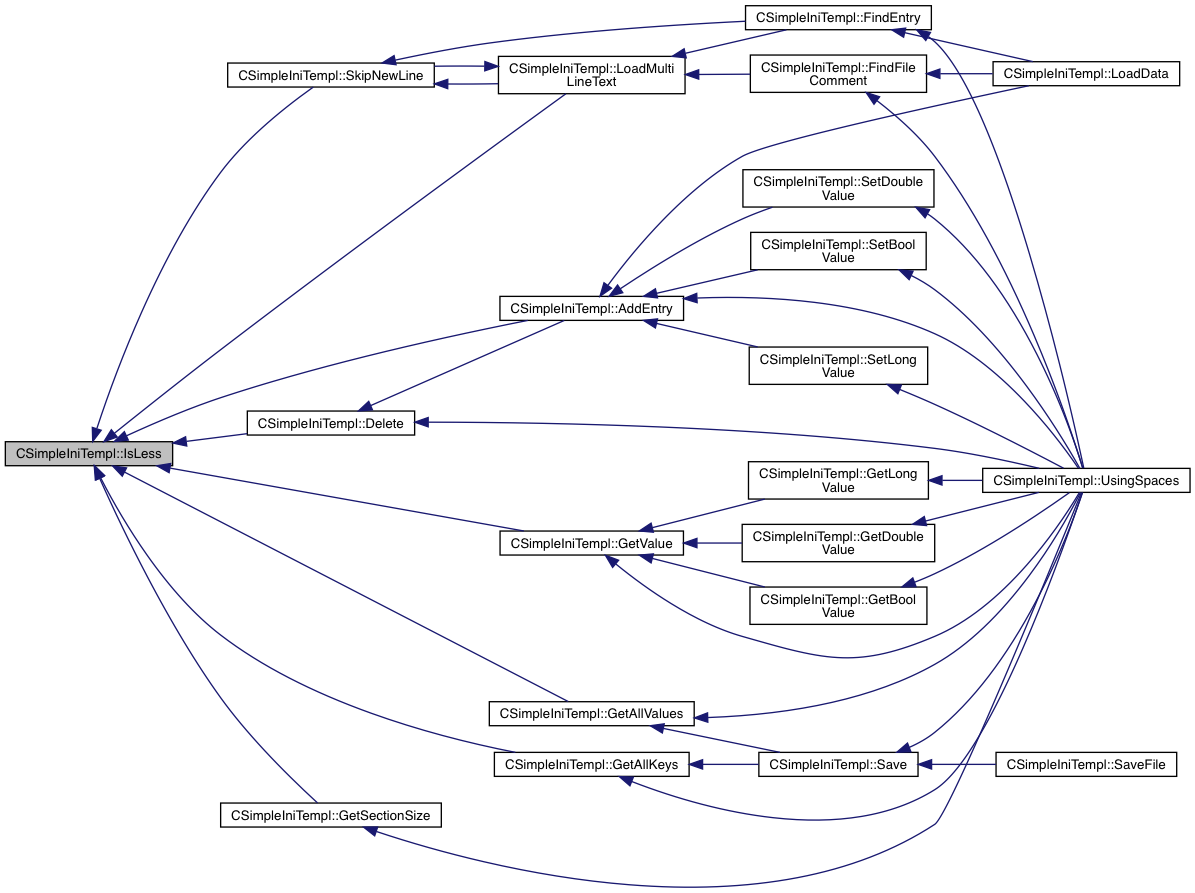 CSimpleIniTempl::FindEntry
CSimpleIniTempl::SkipNewLine
CSimpleIniTempl::LoadMulti
LineText
CSimpleIniTempl::FindFile
Comment
CSimpleIniTempl::LoadData
CSimpleIniTempl::SetDouble
Value
CSimpleIniTempl::SetBool
Value
CSimpleIniTempl::AddEntry
CSimpleIniTempl::SetLong
Value
CSimpleIniTempl::Delete
CSimpleIniTempl::IsLess
CSimpleIniTempl::GetLong
Value
CSimpleIniTempl::UsingSpaces
CSimpleIniTempl::GetValue
CSimpleIniTempl::GetDouble
Value
CSimpleIniTempl::GetBool
Value
CSimpleIniTempl::GetAllValues
CSimpleIniTempl::GetAllKeys
CSimpleIniTempl::Save
CSimpleIniTempl::SaveFile
CSimpleIniTempl::GetSectionSize